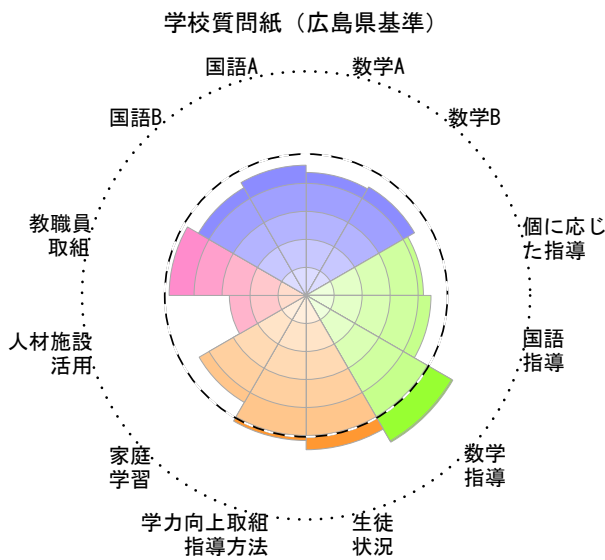 学校質問紙（広島県基準）
国語A
数学A
国語B
数学B
教職員
取組
個に応じ
た指導
人材施設
活用
国語
指導
家庭
学習
数学
指導
学力向上取組
指導方法
生徒
状況